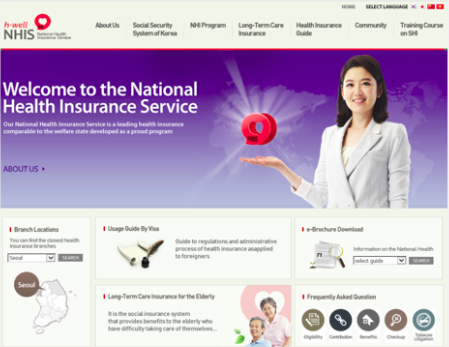 HOME SELECT LANGUAGE
h·well
NHIS National Health
Insurance Service
About Us
Social Security
System of Korea
NHI Program
Long-Term Care
Insurance
Health Insurance
Guide
Community
Training Course
on SHI
Welcome to the National
Health Insurance Service
Our National Health Insurance Service is a leading health insurance
comparable to the welfare state developed as a proud program
ABOUT US
Branch Locations
You can find the closest health
insurance branches
Seoul SEARCH
Seoul
Usage Guide By Visa
Guide to regulations and administrative
process of health insurance asapplied
to foreigners
e-Brochure Download
Information on the National Health
select guide SEARCH
Long-Term Care Insurance for the Elderly
It is the social insurance system
that provides benefits to the elderly who
have difficulty taking care of themselves...
Frequently Asked Question
Eligibility
Contribution
Benefits
Checkup
Tobacco
Litigation